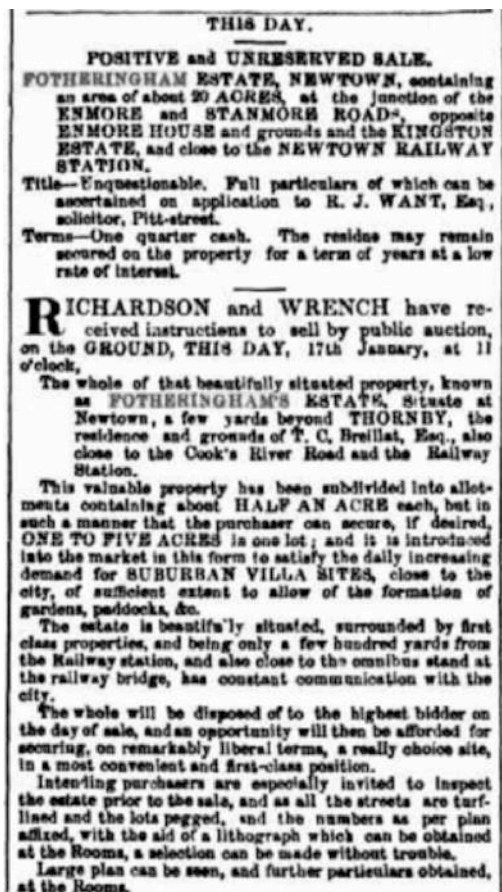 THIS DAY.
POSITIVE and UNRESERVED SALE.
FOTHERINGHAM ESTATE, NEWTOWN, containing
an area of about 20 ACRES, at the junction of the
ENMORE and STANMORE ROADS, opposite
ENMORE HOUSE and grounds and the KINGSTON
ESTATE, and close to the NEWTOWN RAILWAY
STATION.
Title—Unquestionable. Full particulars of which can be
ascertained on application to R. J. WANT, Esq,
solicitor, Pitt-street.
Terms—One quarter cash. The residue may remain
secured on the property for a term of years at a low
rate of interest.
RICHARDSON and WRENCH have re-
ceived instructions to sell by public auction,
on the GROUND, THIS DAY, 17th January, at 11
o'clock,
The whole of that beautifully situated property, known
as FOTHERINGHAM'S ESTATE, Situate at
Newtown, a few yards beyond THORNBY, the
residence and grounds of T. C. Breillat, Esq., also
close to the Cook's River Road and the Railway
Station.
This valuable property has been subdivided into allot-
ments containing about HALF AN ACRE each, but in
such a manner that the purchaser can secure, if desired,
ONE TO FIVE ACRES in one lot; and it is introduced
into the market in this form to satisfy the daily increasing
demand for SUBURBAN VILLA SITES, close to the
city, of sufficient extent to allow of the formation of
gardens, paddocks, &c.
The estate is beautifully situated, surrounded by first
class properties, and being only a few hundred yards from
the Railway station, and also close to the omnibus stand at
the railway bridge, has constant communication with the
city.
The whole will be disposed of to the highest bidder on
the day of sale, and an opportunity will then be afforded for
securing, on remarkably liberal terms, a really choice site,
in a most convenient and first-class position.
Intending purchasers are especially invited to inspect
the estate prior to the sale, and as all the streets are turf-
lined and the lots pegged, and the numbers as per plan
affixed, with the aid of a lithograph which can be obtained
at the Rooms, a selection can be made without trouble.
Large plan can be seen, and further particulars obtained,
at the Rooms.